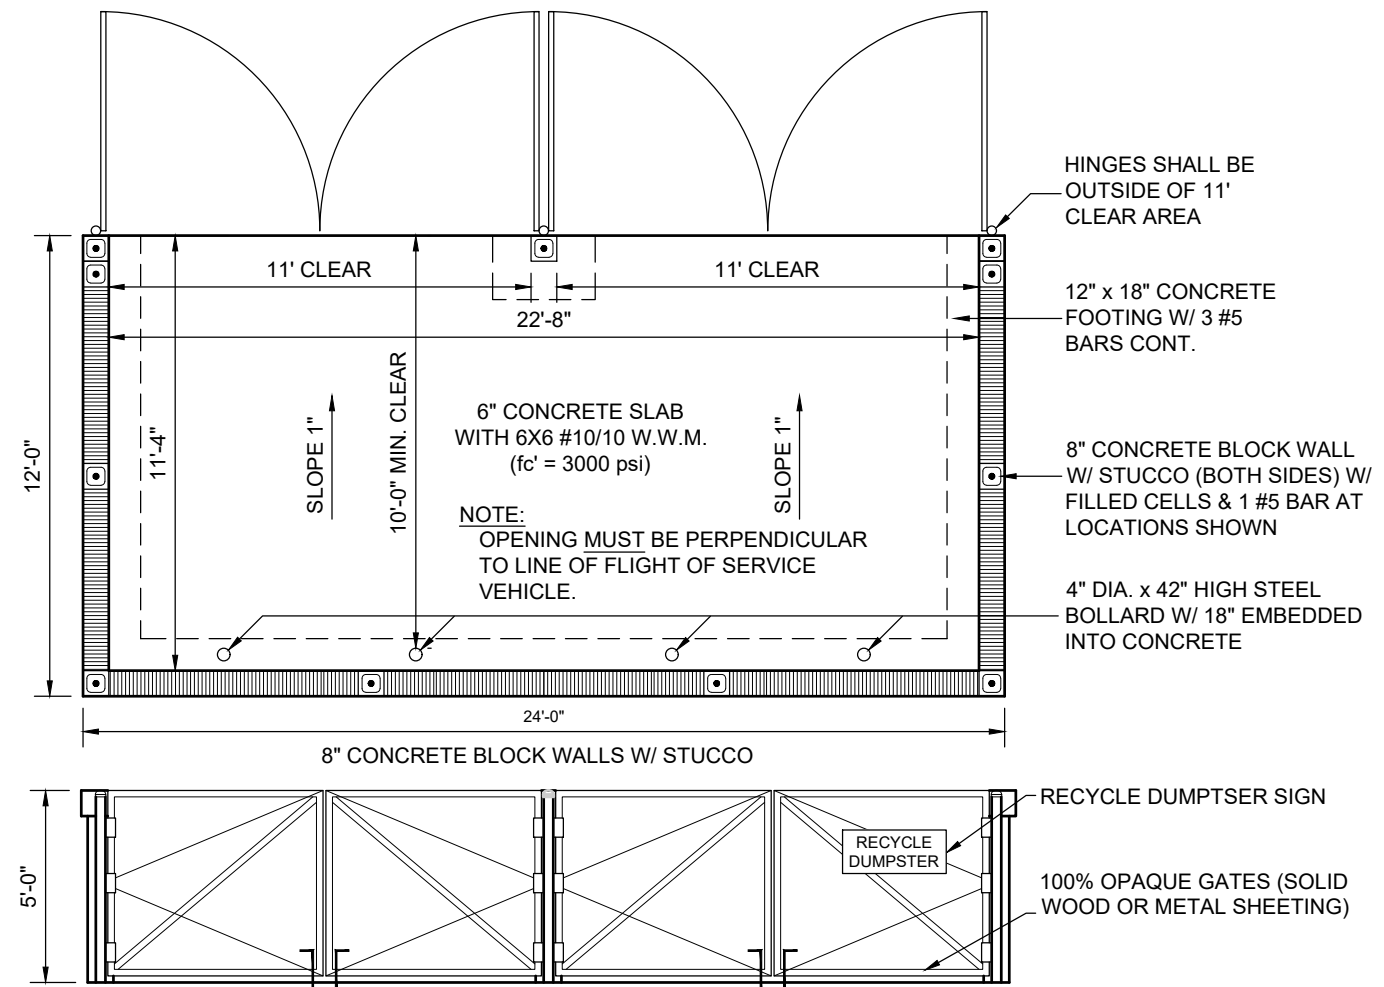 HINGES SHALL BE
OUTSIDE OF 11'
CLEAR AREA
11' CLEAR
11' CLEAR
22'-8"
12" x 18" CONCRETE
FOOTING W/ 3 #5
BARS CONT.
12'-0"
11'-4"
SLOPE 1"
10'-0" MIN. CLEAR
6" CONCRETE SLAB
WITH 6X6 #10/10 W.W.M.
(fc' = 3000 psi)
SLOPE 1"
8" CONCRETE BLOCK WALL
W/ STUCCO (BOTH SIDES) W/
FILLED CELLS & 1 #5 BAR AT
LOCATIONS SHOWN
NOTE:
OPENING MUST BE PERPENDICULAR
TO LINE OF FLIGHT OF SERVICE
VEHICLE.
4" DIA. x 42" HIGH STEEL
BOLLARD W/ 18" EMBEDDED
INTO CONCRETE
24'-0"
8" CONCRETE BLOCK WALLS W/ STUCCO
5'-0"
RECYCLE
DUMPSTER
RECYCLE DUMPTSER SIGN
100% OPAQUE GATES (SOLID
WOOD OR METAL SHEETING)